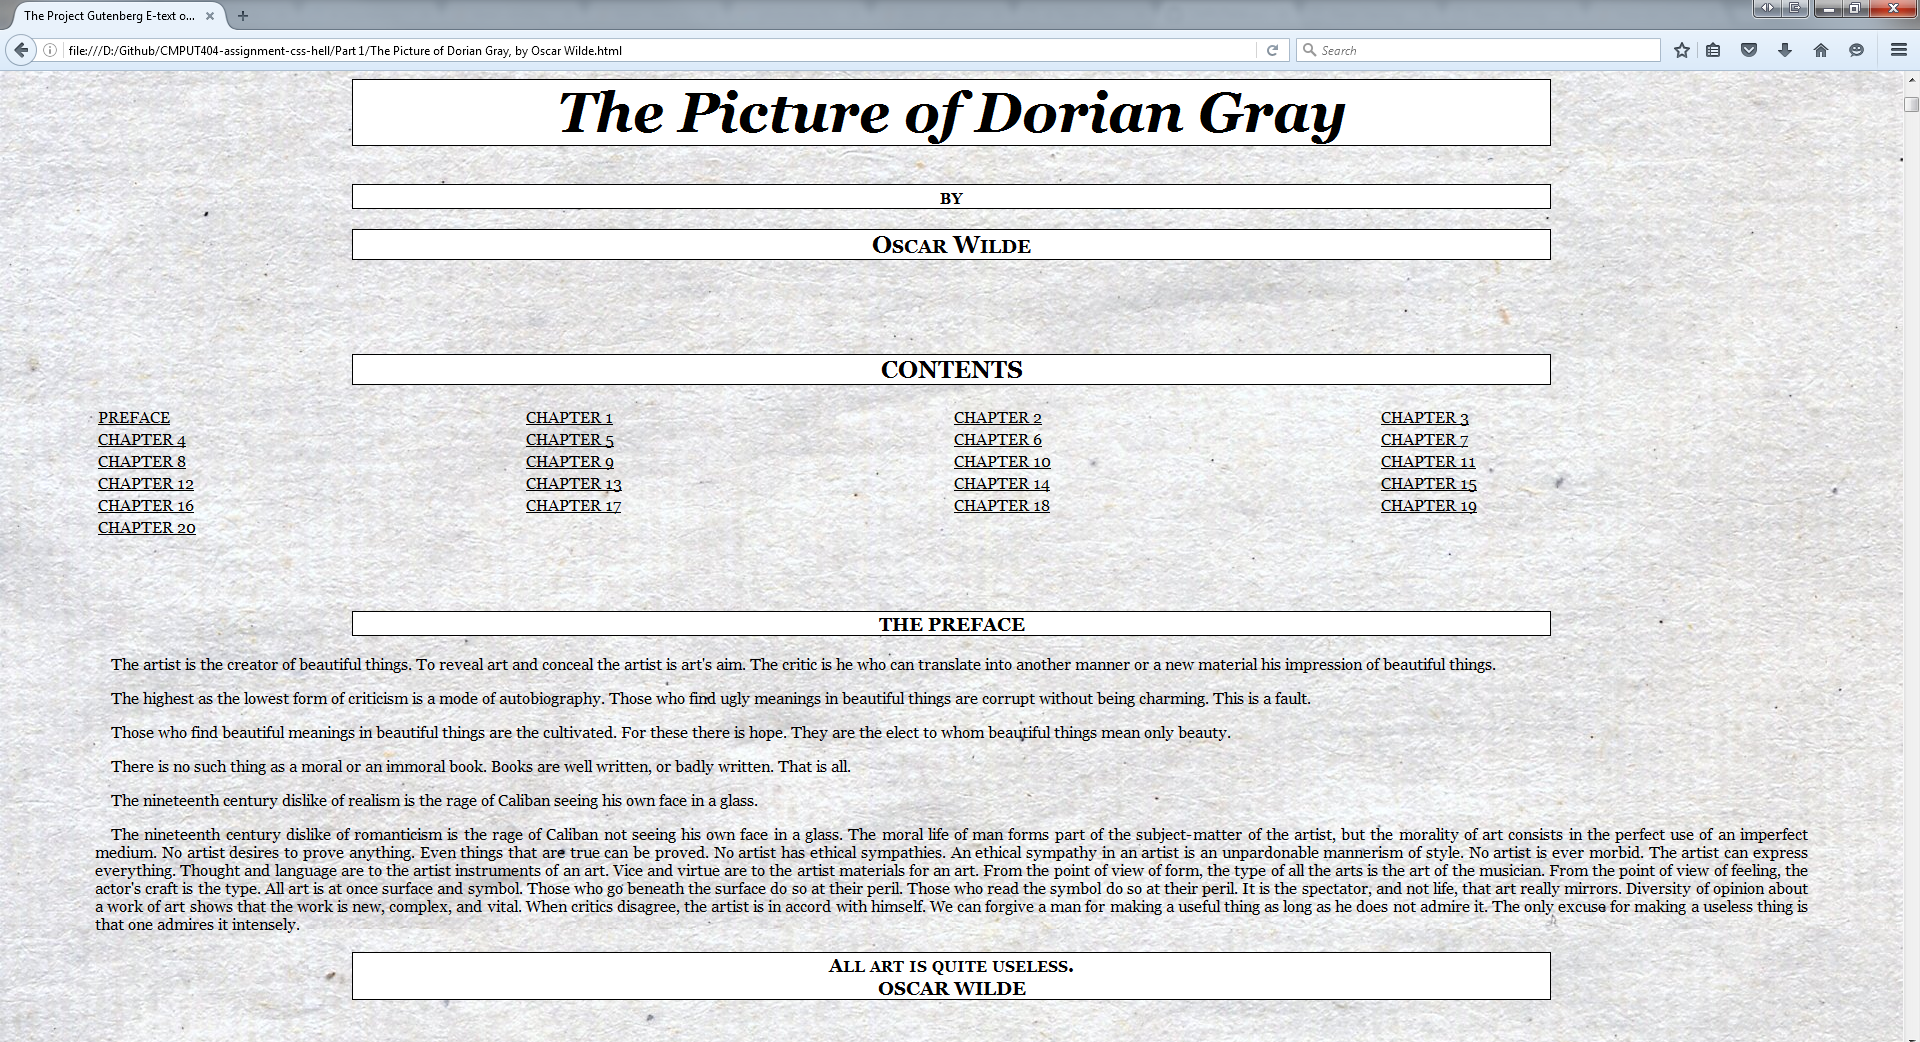 The Project Gutenberg E-text o...
file:///D:/Github/CMPUT404-assignment-css-hell/Part 1/The Picture of Dorian Gray, by Oscar Wilde.html
Search
The Picture of Dorian Gray
BY
OSCAR WILDE
CONTENTS
PREFACE CHAPTER 1 CHAPTER 2 CHAPTER 3
CHAPTER 4 CHAPTER 5 CHAPTER 6 CHAPTER 7
CHAPTER 8 CHAPTER 9 CHAPTER 10 CHAPTER 11
CHAPTER 12 CHAPTER 13 CHAPTER 14 CHAPTER 15
CHAPTER 16 CHAPTER 17 CHAPTER 18 CHAPTER 19
CHAPTER 20
THE PREFACE
The artist is the creator of beautiful things. To reveal art and conceal the artist is art's aim. The critic is he who can translate into another manner or a new material his impression of beautiful things.
The highest as the lowest form of criticism is a mode of autobiography. Those who find ugly meanings in beautiful things are corrupt without being charming. This is a fault.
Those who find beautiful meanings in beautiful things are the cultivated. For these there is hope. They are the elect to whom beautiful things mean only beauty.
There is no such thing as a moral or an immoral book. Books are well written, or badly written. That is all.
The nineteenth century dislike of realism is the rage of Caliban seeing his own face in a glass.
The nineteenth century dislike of romanticism is the rage of Caliban not seeing his own face in a glass. The moral life of man forms part of the subject-matter of the artist, but the morality of art consists in the perfect use of an imperfect
medium. No artist desires to prove anything. Even things that are true can be proved. No artist has ethical sympathies. An ethical sympathy in an artist is an unpardonable mannerism of style. No artist is ever morbid. The artist can express
everything. Thought and language are to the artist instruments of an art. Vice and virtue are to the artist materials for an art. From the point of view of form, the type of all the arts is the art of the musician. From the point of view of feeling, the
actor's craft is the type. All art is at once surface and symbol. Those who go beneath the surface do so at their peril. Those who read the symbol do so at their peril. It is the spectator, and not life, that art really mirrors. Diversity of opinion about
a work of art shows that the work is new, complex, and vital. When critics disagree, the artist is in accord with himself. We can forgive a man for making a useful thing as long as he does not admire it. The only excuse for making a useless thing is
that one admires it intensely.
ALL ART IS QUITE USELESS.
OSCAR WILDE